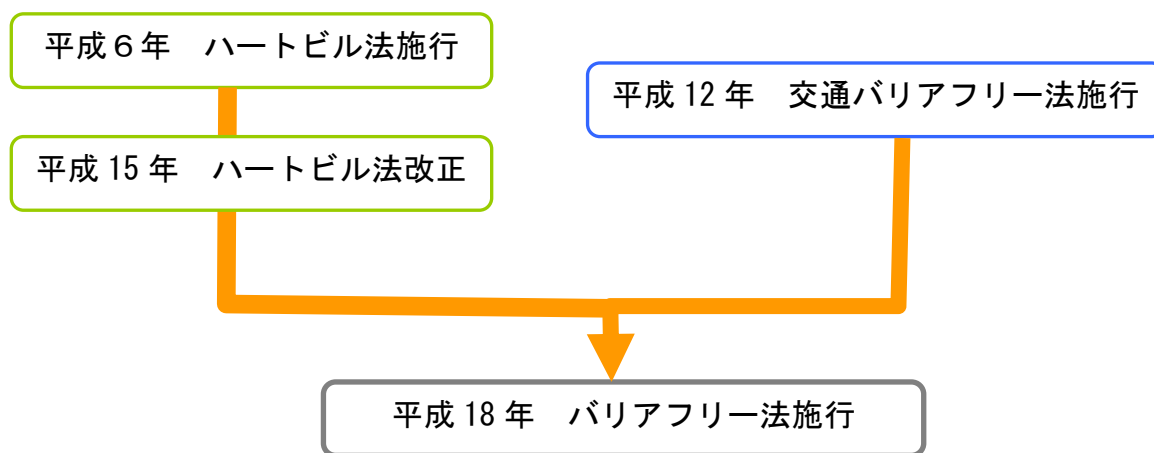 平成６年　ハートビル法施行
平成 12 年　交通バリアフリー法施行
平成 15 年　ハートビル法改正
平成 18 年　バリアフリー法施行